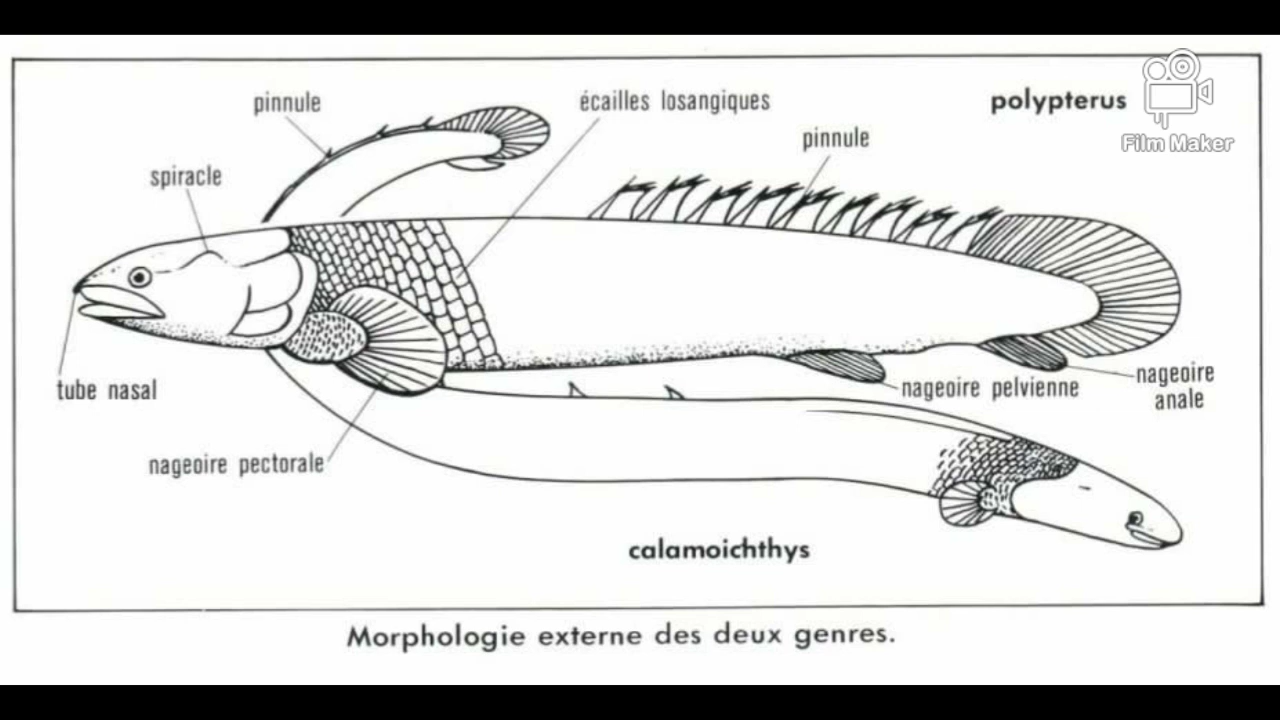 pinnule
écailles losangiques
polypterus
Film Maker
pinnule
spiracle
tube nasal
nageoire pelvienne
nageoire
anale
nageoire pectorale
calamoichthys
Morphologie externe des deux genres.